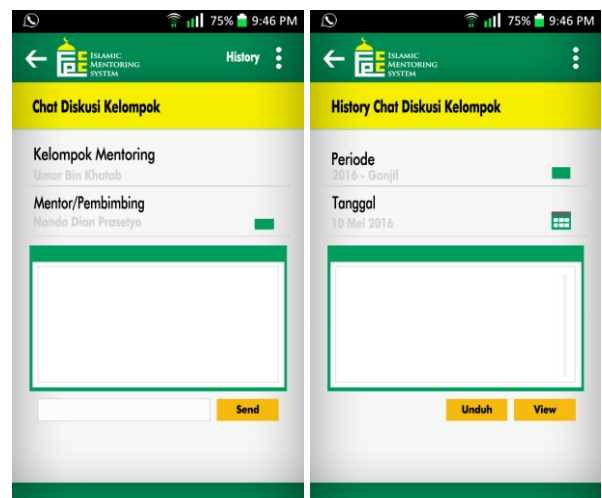 75% 9:46 PM
ISLAMIC
MENTORING
SYSTEM
History
Chat Diskusi Kelompok
Kelompok Mentoring
Umar Bin Khatab
Mentor/Pembimbing
Nanda Dian Prasetyo
Send
75% 9:46 PM
ISLAMIC
MENTORING
SYSTEM
History Chat Diskusi Kelompok
Periode
2016 - Ganjil
Tanggal
10 Mei 2016
Unduh View